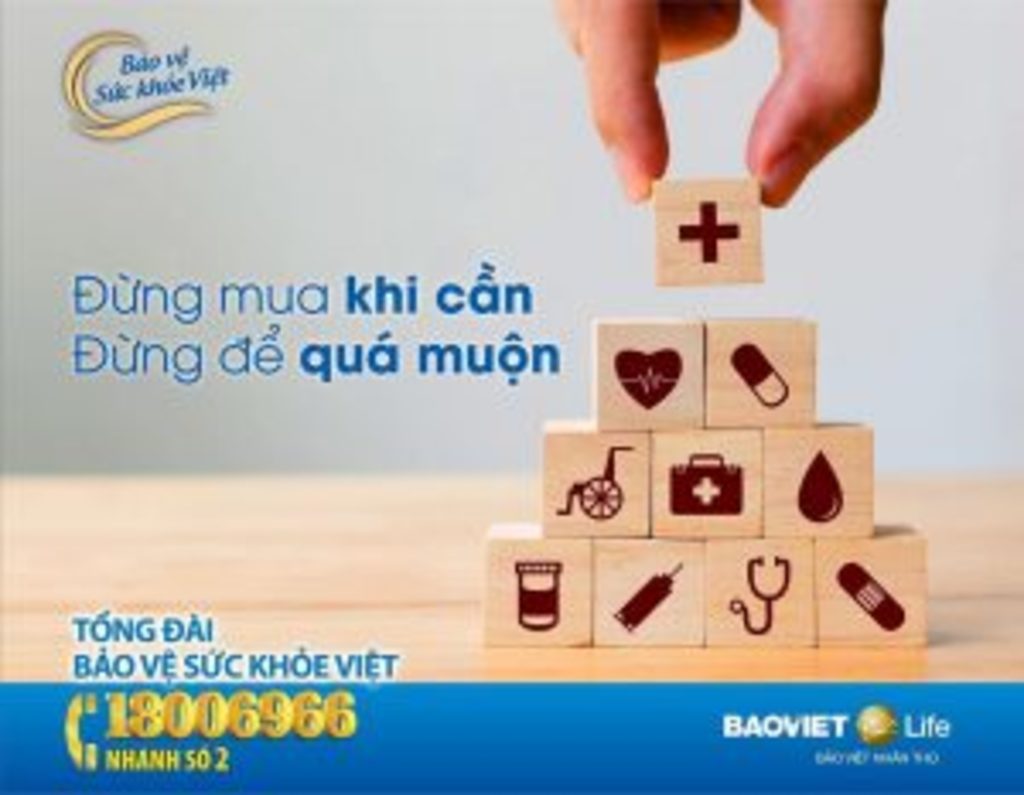 Bảo vệ
Sức khỏe Việt
Đừng mua khi cần
Đừng để quá muộn
TỔNG ĐÀI
BẢO VỆ SỨC KHỎE VIỆT
18006966
NHÁNH SỐ 2
BAOVIET Life
BẢO VIỆT NHÂN THỌ